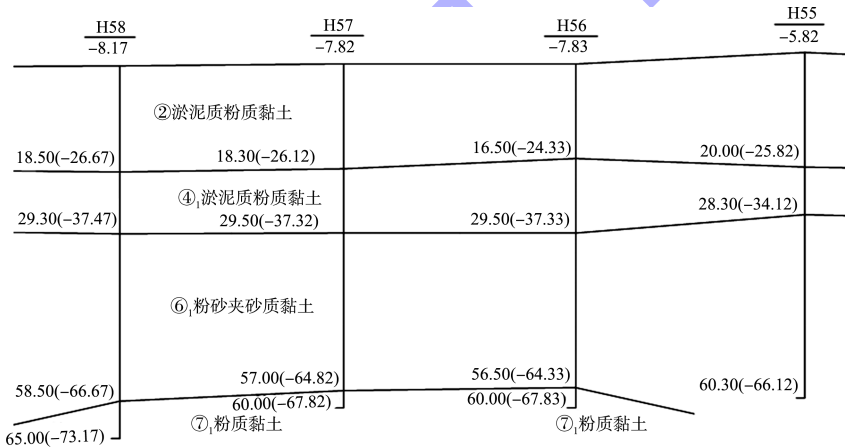 H58
-8.17
H57
-7.82
H56
-7.83
H55
-5.82
②淤泥质粉质黏土
18.50(-26.67)
18.30(-26.12)
16.50(-24.33)
20.00(-25.82)
④₁淤泥质粉质黏土
29.30(-37.47)
29.50(-37.32)
29.50(-37.33)
28.30(-34.12)
⑥₁粉砂夹砂质黏土
58.50(-66.67)
57.00(-64.82)
56.50(-64.33)
60.30(-66.12)
60.00(-67.82)
60.00(-67.83)
⑦₁粉质黏土
⑦₁粉质黏土
65.00(-73.17)